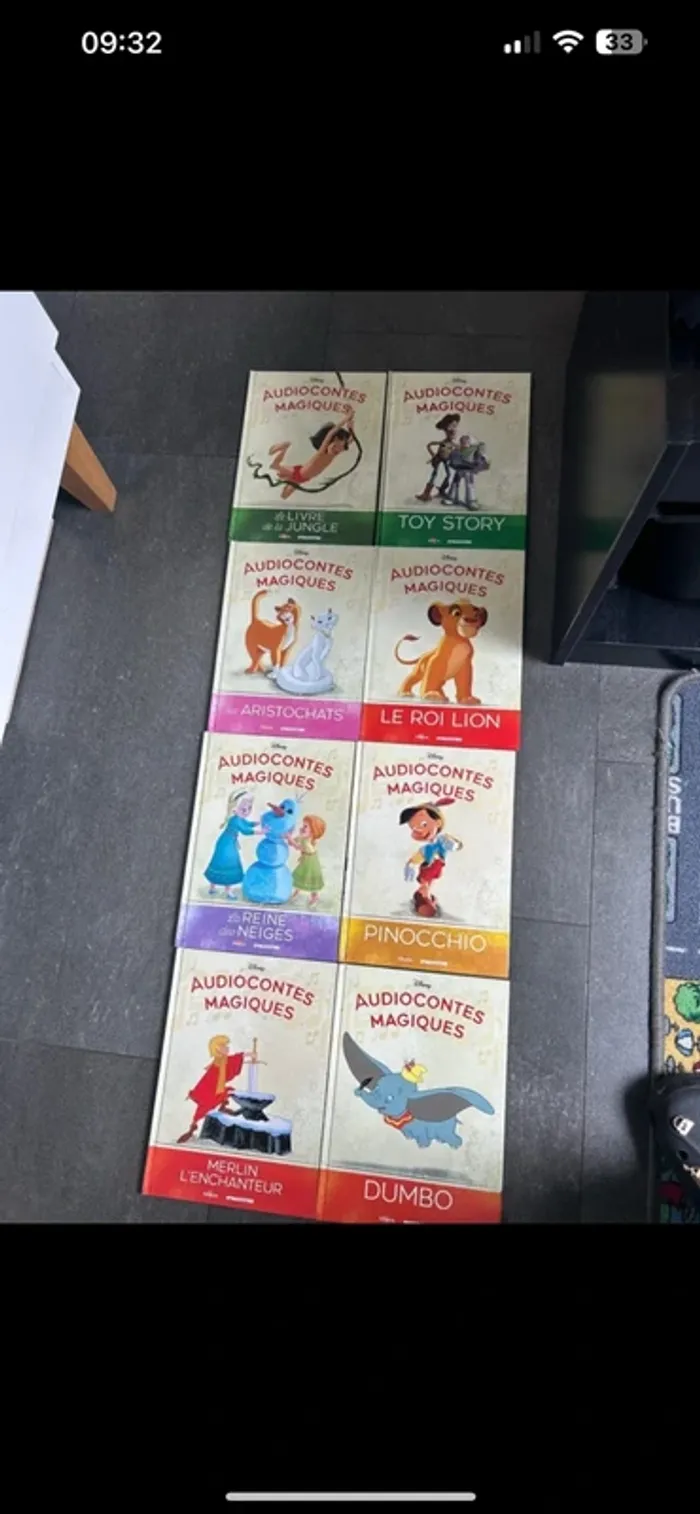 09:32
33
Disney
AUDIOCONTES
MAGIQUES
Le LIVRE
de la JUNGLE
Disney
AUDIOCONTES
MAGIQUES
TOY STORY
Disney
AUDIOCONTES
MAGIQUES
Les ARISTOCHATS
Disney
AUDIOCONTES
MAGIQUES
LE ROI LION
Disney
AUDIOCONTES
MAGIQUES
La REINE
des NEIGES
Disney
AUDIOCONTES
MAGIQUES
PINOCCHIO
Disney
AUDIOCONTES
MAGIQUES
MERLIN
L'ENCHANTEUR
Disney
AUDIOCONTES
MAGIQUES
DUMBO